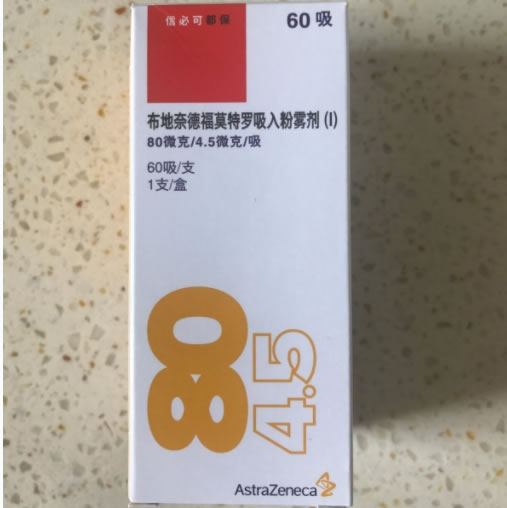 信必可都保
60 吸
布地奈德福莫特罗吸入粉雾剂 (I)
80微克/4.5微克/吸
60吸/支
1支/盒
80
4.5
AstraZeneca